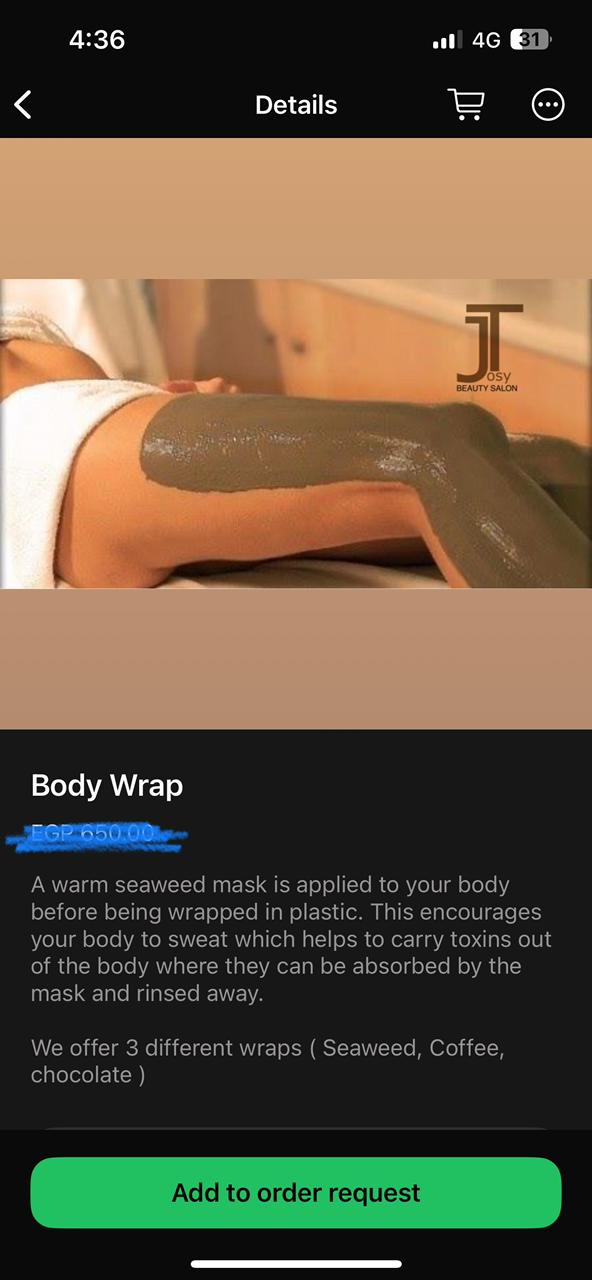 4:36
4G
31
Details
JT
osy
BEAUTY SALON
Body Wrap
EGP 650.00
A warm seaweed mask is applied to your body
before being wrapped in plastic. This encourages
your body to sweat which helps to carry toxins out
of the body where they can be absorbed by the
mask and rinsed away.
We offer 3 different wraps ( Seaweed, Coffee,
chocolate )
Add to order request